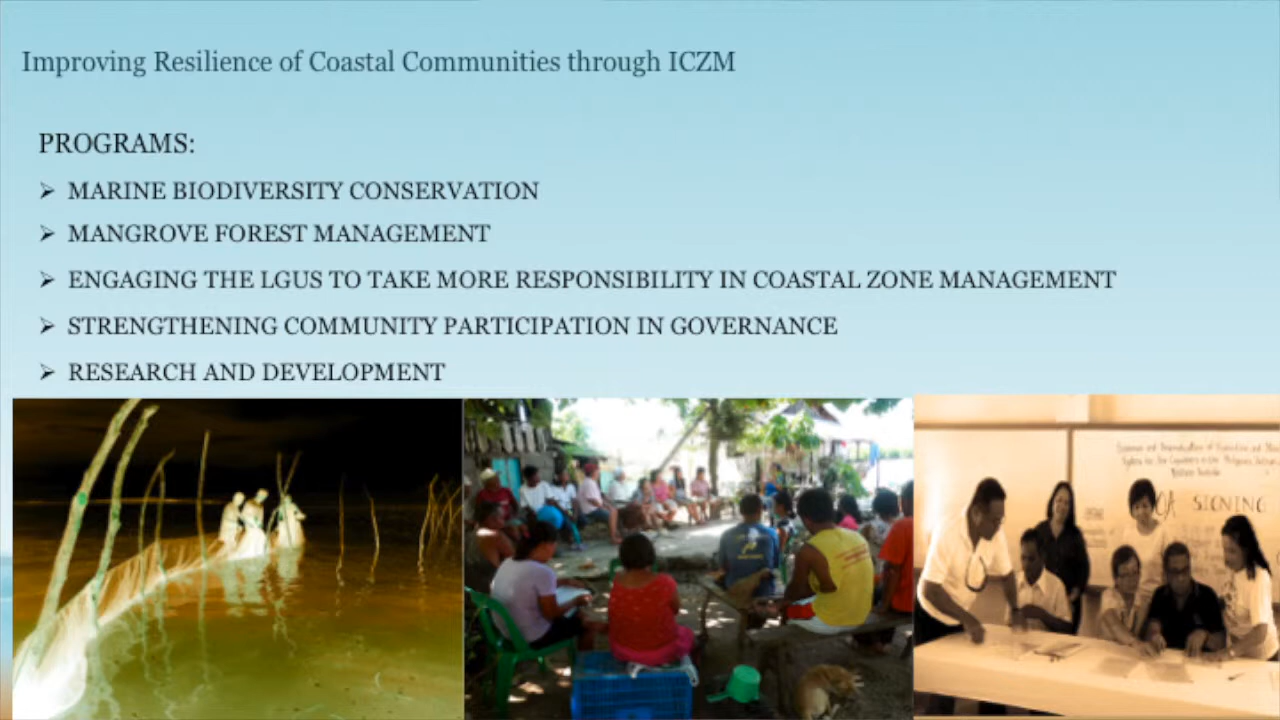 Improving Resilience of Coastal Communities through ICZM
PROGRAMS:
➢ MARINE BIODIVERSITY CONSERVATION
➢ MANGROVE FOREST MANAGEMENT
➢ ENGAGING THE LGUS TO TAKE MORE RESPONSIBILITY IN COASTAL ZONE MANAGEMENT
➢ STRENGTHENING COMMUNITY PARTICIPATION IN GOVERNANCE
➢ RESEARCH AND DEVELOPMENT
SIGNING